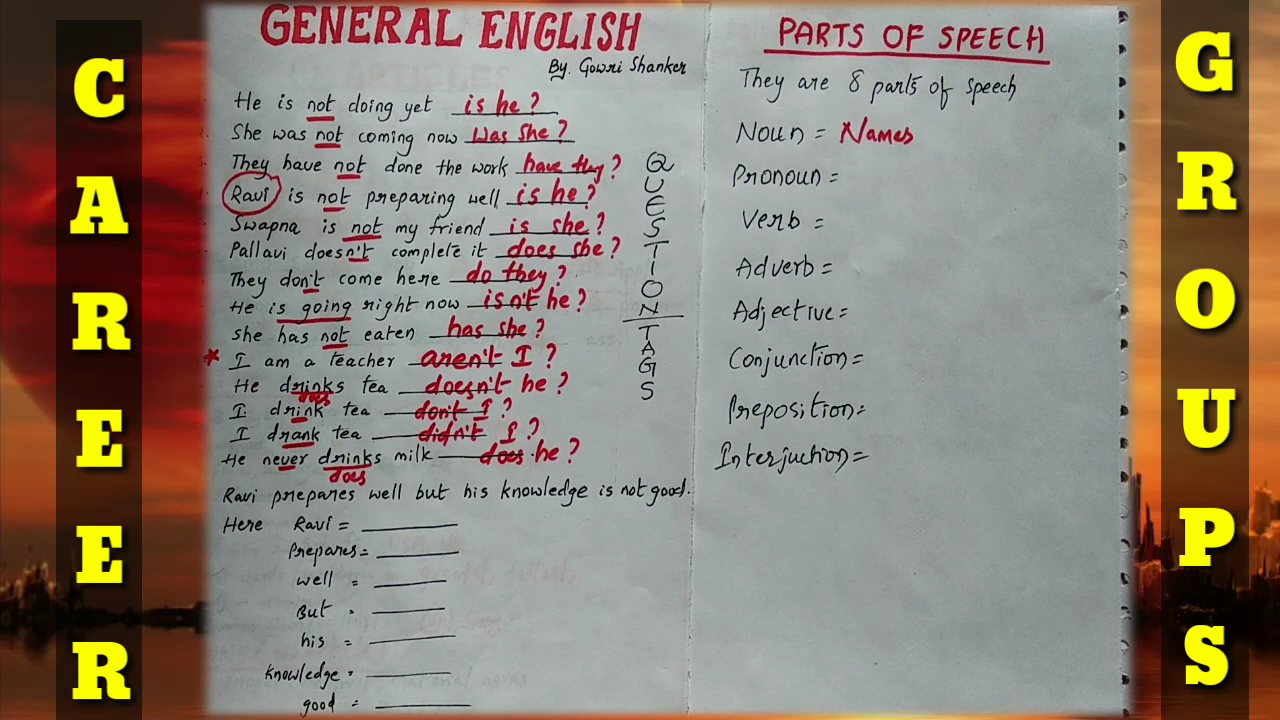 CAREER
GENERAL ENGLISH
By. Gowri Shanker
He is not doing yet is he?
She was not coming now was she?
They have not done the work have they?
Ravi is not preparing well is he?
Swapna is not my friend is she?
Pallavi doesn't complete it does she?
They don't come here do they?
He is going right now isn't he?
she has not eaten has she?
* I am a teacher aren't I?
He drinks tea doesn't he?
does
I drink tea don't I?
I drank tea didn't I?
He never drinks milk does he?
does
Ravi prepares well but his knowledge is not good.
Here Ravi =
Prepares =
well =
But =
his =
knowledge =
good =
QUESTION TAGS
PARTS OF SPEECH
They are 8 parts of speech
Noun = Names
Pronoun =
Verb =
Adverb =
Adjective =
Conjunction =
Preposition =
Interjuction =
GROUPS